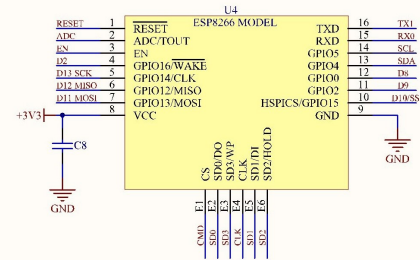 U4
ESP8266 MODEL
RESET 1 RESET TXD 16 TX1
ADC 2 ADC/TOUT RXD 15 RX0
EN 3 EN GPIO5 14 SCL
D2 4 GPIO16/WAKE GPIO4 13 SDA
D13 SCK 5 GPIO14/CLK GPIO0 12 D8
D12 MISO 6 GPIO12/MISO GPIO2 11 D9
D11 MOSI 7 GPIO13/MOSI HSPICS/GPIO15 10 D10/SS
+3V3 8 VCC GND 9
C8
GND
GND
CS
SD0/DO
SD3/WP
CLK
SD1/DI
SD2/HOLD
E1
E2
E3
E4
E5
E6
CMD
SD0
SD3
CLK
SD1
SD2